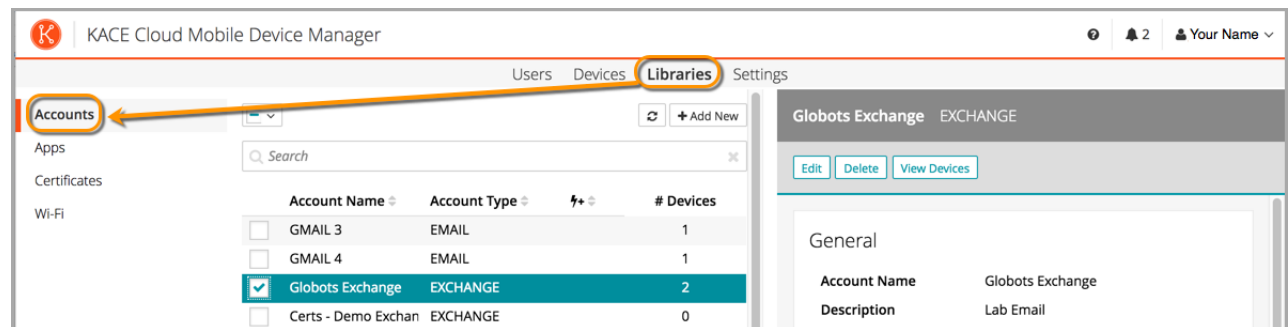 KACE Cloud Mobile Device Manager
2 Your Name
Users Devices Libraries Settings
Accounts
Apps
Certificates
Wi-Fi
+ Add New
Search
Account Name Account Type # Devices
GMAIL 3 EMAIL 1
GMAIL 4 EMAIL 1
Globots Exchange EXCHANGE 2
Certs - Demo Exchan EXCHANGE 0
Globots Exchange EXCHANGE
Edit Delete View Devices
General
Account Name Globots Exchange
Description Lab Email